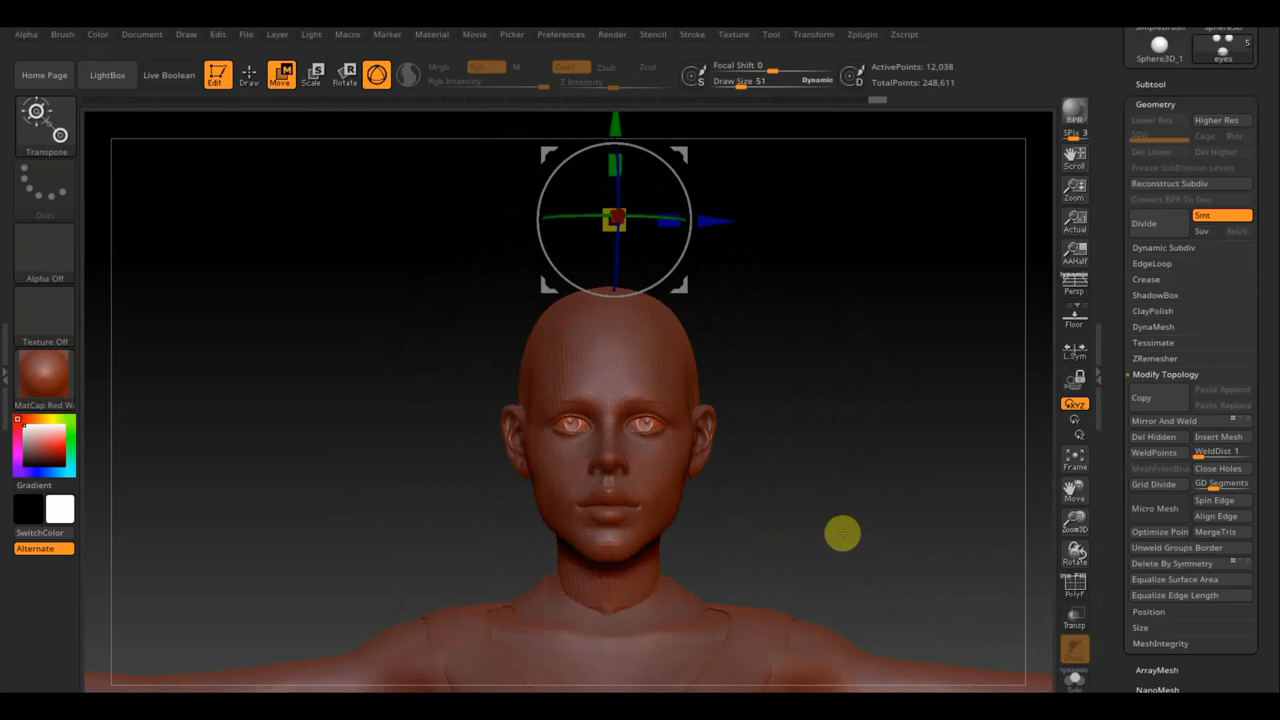 Alpha Brush Color Document Draw Edit File Layer Light Macro Marker Material Movie Picker Preferences Render Stencil Stroke Texture Tool Transform Zplugin Zscript
Home Page LightBox Live Boolean Edit Draw Move Scale Rotate
Mrgb Rgb M Zadd Zsub Zcut
Rgb Intensity Z Intensity
S Focal Shift 0
Draw Size 51 Dynamic
D ActivePoints: 12,038
TotalPoints: 248,611
Transpose
Dots
Alpha Off
Texture Off
MatCap Red W
Gradient
SwitchColor
Alternate
BPR
SPix 3
Scroll
Zoom
Actual
AAHalf
Dynamic
Persp
Floor
L.Sym
XYZ
Y
Z
Frame
Move
Zoom3D
Rotate
PolyF
Transp
Dynamic
Solo
SimpleBrush Sphere3D
Sphere3D_1 5 eyes
Subtool
Geometry
Lower Res Higher Res
SDiv Cage Rstr
Del Lower Del Higher
Freeze SubDivision Levels
Reconstruct Subdiv
Convert BPR To Geo
Divide Smt
Suv ReUV
Dynamic Subdiv
EdgeLoop
Crease
ShadowBox
ClayPolish
DynaMesh
Tessimate
ZRemesher
Modify Topology
Copy Paste Append
Paste Replace
Mirror And Weld
Del Hidden Insert Mesh
WeldPoints WeldDist 1
MeshFromBru Close Holes
Grid Divide GD Segments
Micro Mesh Spin Edge
Align Edge
Optimize Poin MergeTris
Unweld Groups Border
Delete By Symmetry
Equalize Surface Area
Equalize Edge Length
Position
Size
MeshIntegrity
ArrayMesh
NanoMesh